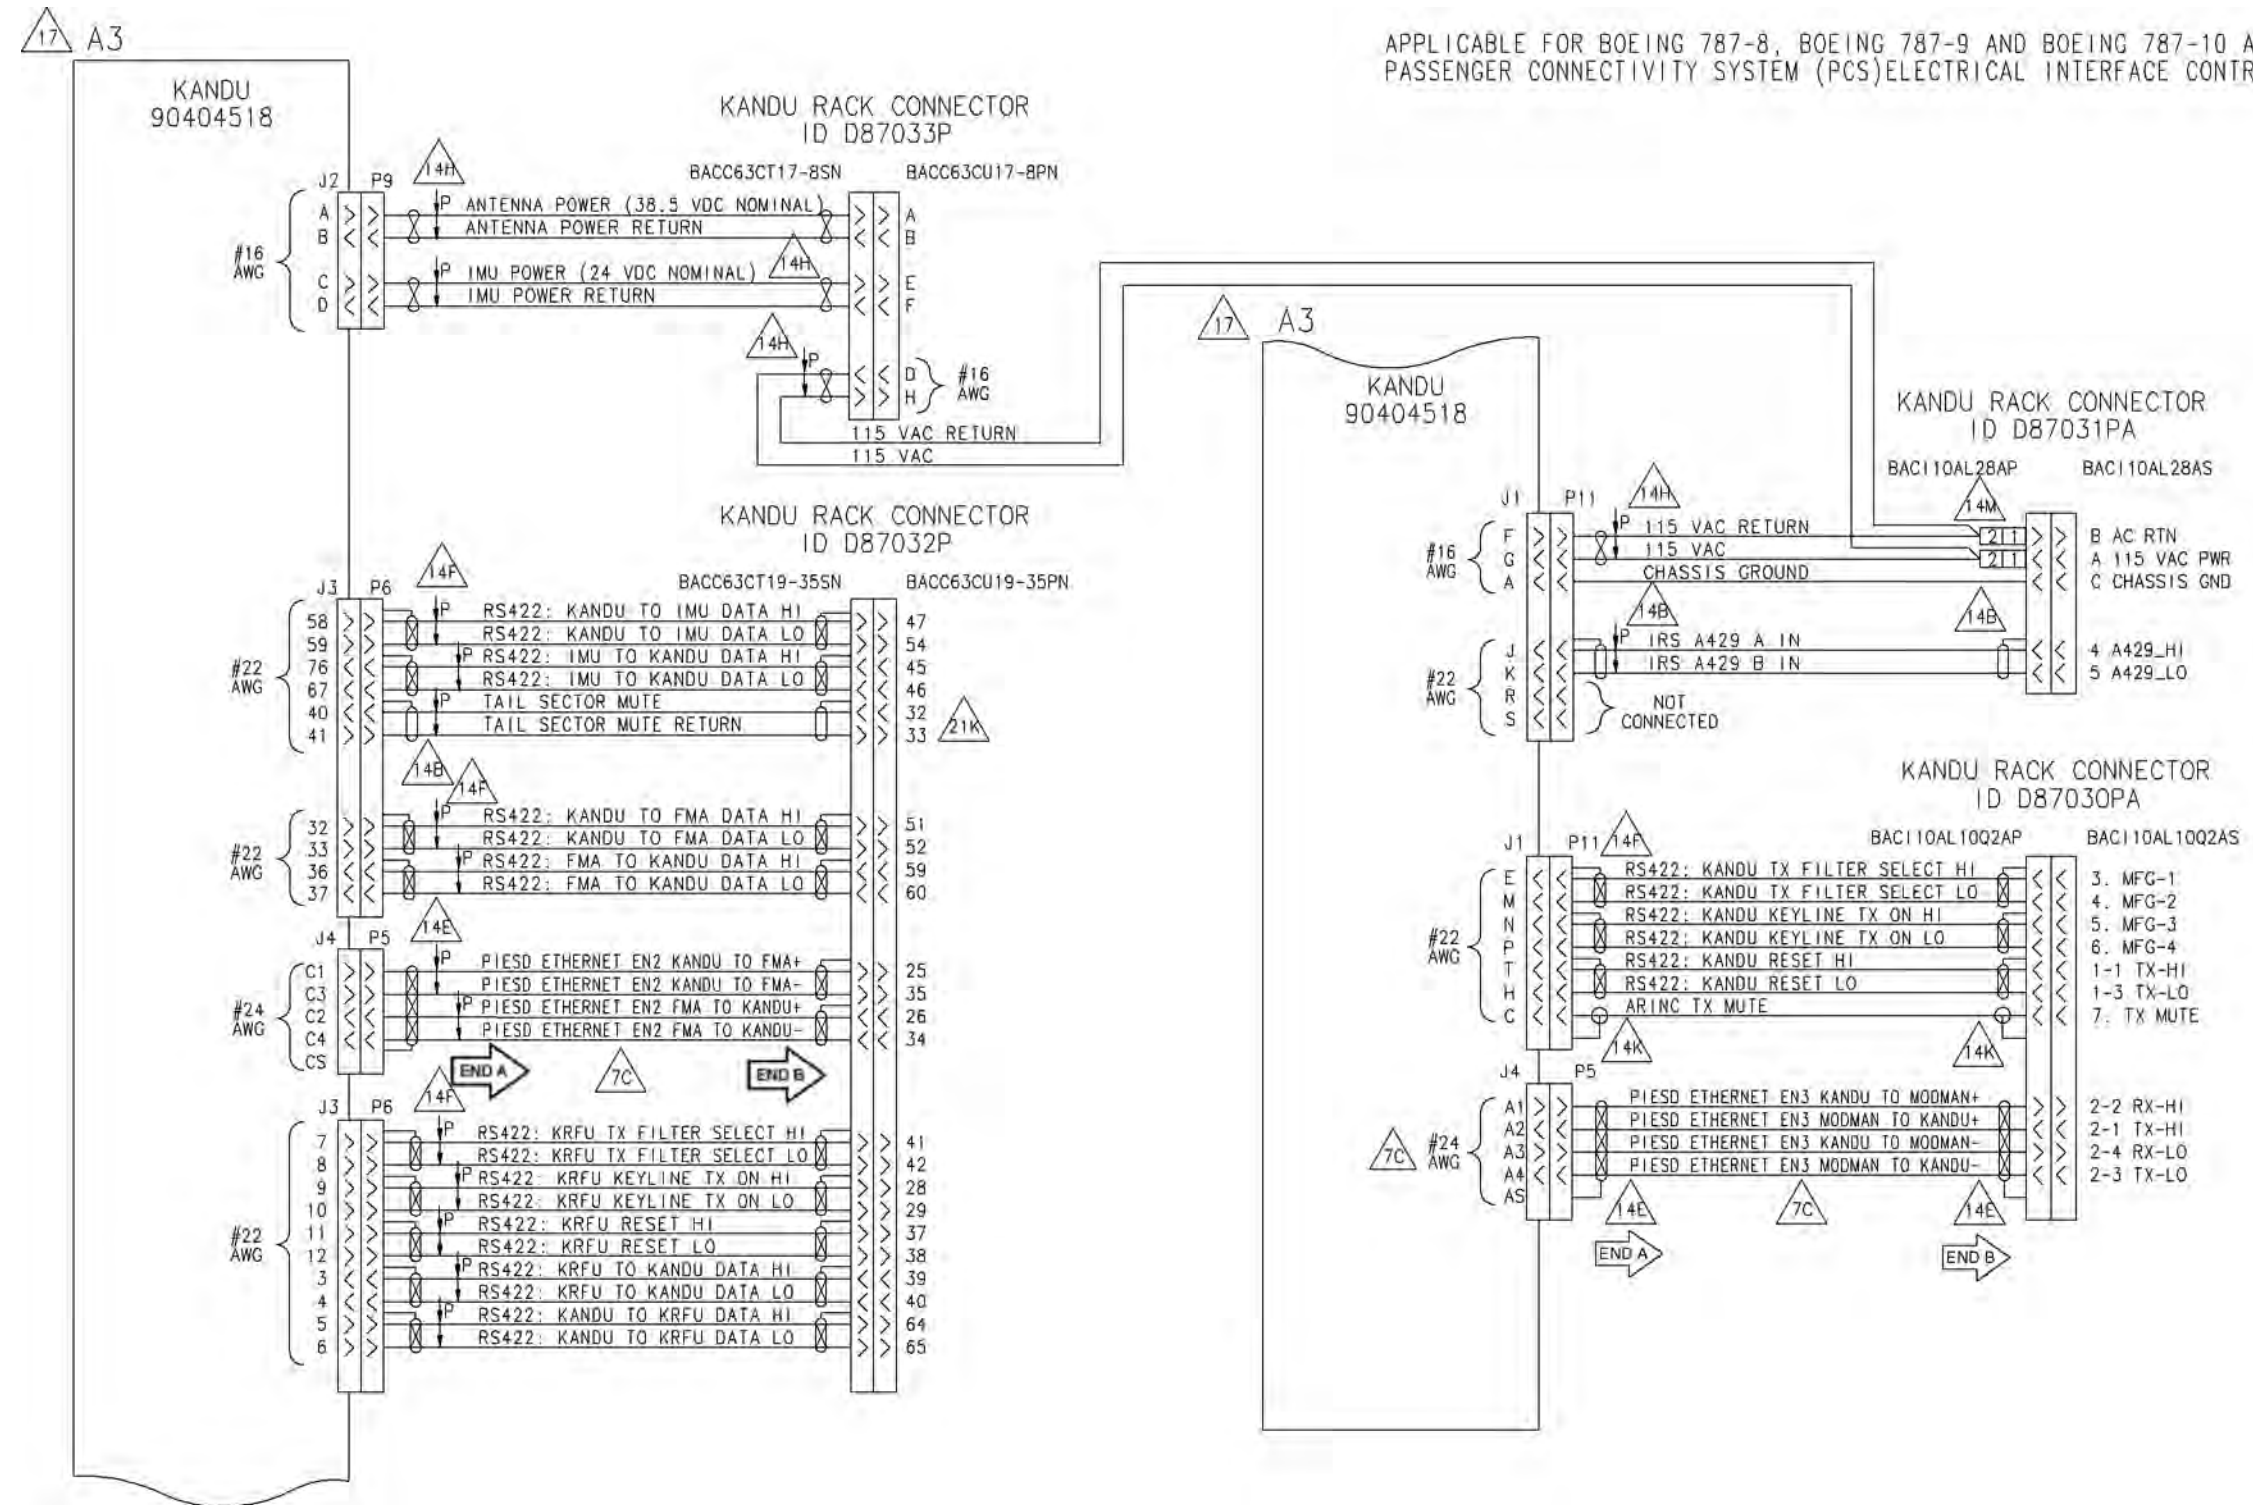 17 A3
APPLICABLE FOR BOEING 787-8, BOEING 787-9 AND BOEING 787-10 A
PASSENGER CONNECTIVITY SYSTEM (PCS)ELECTRICAL INTERFACE CONTR
KANDU
90404518
KANDU RACK CONNECTOR
ID D87033P
BACC63CT17-8SN BACC63CU17-8PN
J2 P9 14H
#16
AWG
A P ANTENNA POWER (38.5 VDC NOMINAL) A
B ANTENNA POWER RETURN B
14H
C P IMU POWER (24 VDC NOMINAL) E
D IMU POWER RETURN F
14H
P D
H
#16
AWG
115 VAC RETURN
115 VAC
KANDU RACK CONNECTOR
ID D87032P
BACC63CT19-35SN BACC63CU19-35PN
J3 P6 14F
#22
AWG
58 P RS422: KANDU TO IMU DATA HI 47
59 RS422: KANDU TO IMU DATA LO 54
76 P RS422: IMU TO KANDU DATA HI 45
67 RS422: IMU TO KANDU DATA LO 46
40 P TAIL SECTOR MUTE 32
41 TAIL SECTOR MUTE RETURN 33 21K
14B
14F
#22
AWG
32 P RS422: KANDU TO FMA DATA HI 51
33 RS422: KANDU TO FMA DATA LO 52
36 P RS422: FMA TO KANDU DATA HI 59
37 RS422: FMA TO KANDU DATA LO 60
J4 P5 14E
#24
AWG
C1 P PIESD ETHERNET EN2 KANDU TO FMA+ 25
C3 PIESD ETHERNET EN2 KANDU TO FMA- 35
C2 P PIESD ETHERNET EN2 FMA TO KANDU+ 26
C4 PIESD ETHERNET EN2 FMA TO KANDU- 34
CS
END A 7C END B
J3 P6 14F
#22
AWG
7 P RS422: KRFU TX FILTER SELECT HI 41
8 RS422: KRFU TX FILTER SELECT LO 42
9 P RS422: KRFU KEYLINE TX ON HI 28
10 RS422: KRFU KEYLINE TX ON LO 29
11 P RS422: KRFU RESET HI 37
12 RS422: KRFU RESET LO 38
3 P RS422: KRFU TO KANDU DATA HI 39
4 RS422: KRFU TO KANDU DATA LO 40
5 P RS422: KANDU TO KRFU DATA HI 64
6 RS422: KANDU TO KRFU DATA LO 65
17 A3
KANDU
90404518
KANDU RACK CONNECTOR
ID D87031PA
BACI10AL28AP BACI10AL28AS
J1 P11 14H 14M
#16
AWG
F P 115 VAC RETURN 2 1 B AC RTN
G 115 VAC 2 1 A 115 VAC PWR
A CHASSIS GROUND C CHASSIS GND
14B 14B
#22
AWG
J P IRS A429 A IN 4 A429_HI
K IRS A429 B IN 5 A429_LO
R
S
NOT
CONNECTED
KANDU RACK CONNECTOR
ID D87030PA
BACI10AL10Q2AP BACI10AL10Q2AS
J1 P11 14F
#22
AWG
E RS422: KANDU TX FILTER SELECT HI 3. MFG-1
M RS422: KANDU TX FILTER SELECT LO 4. MFG-2
N RS422: KANDU KEYLINE TX ON HI 5. MFG-3
P RS422: KANDU KEYLINE TX ON LO 6. MFG-4
T RS422: KANDU RESET HI 1-1 TX-HI
H RS422: KANDU RESET LO 1-3 TX-LO
C ARINC TX MUTE 7. TX MUTE
14K 14K
J4 P5
7C #24
AWG
A1 PIESD ETHERNET EN3 KANDU TO MODMAN+ 2-2 RX-HI
A2 PIESD ETHERNET EN3 MODMAN TO KANDU+ 2-1 TX-HI
A3 PIESD ETHERNET EN3 KANDU TO MODMAN- 2-4 RX-LO
A4 PIESD ETHERNET EN3 MODMAN TO KANDU- 2-3 TX-LO
AS
14E 7C 14E
END A END B